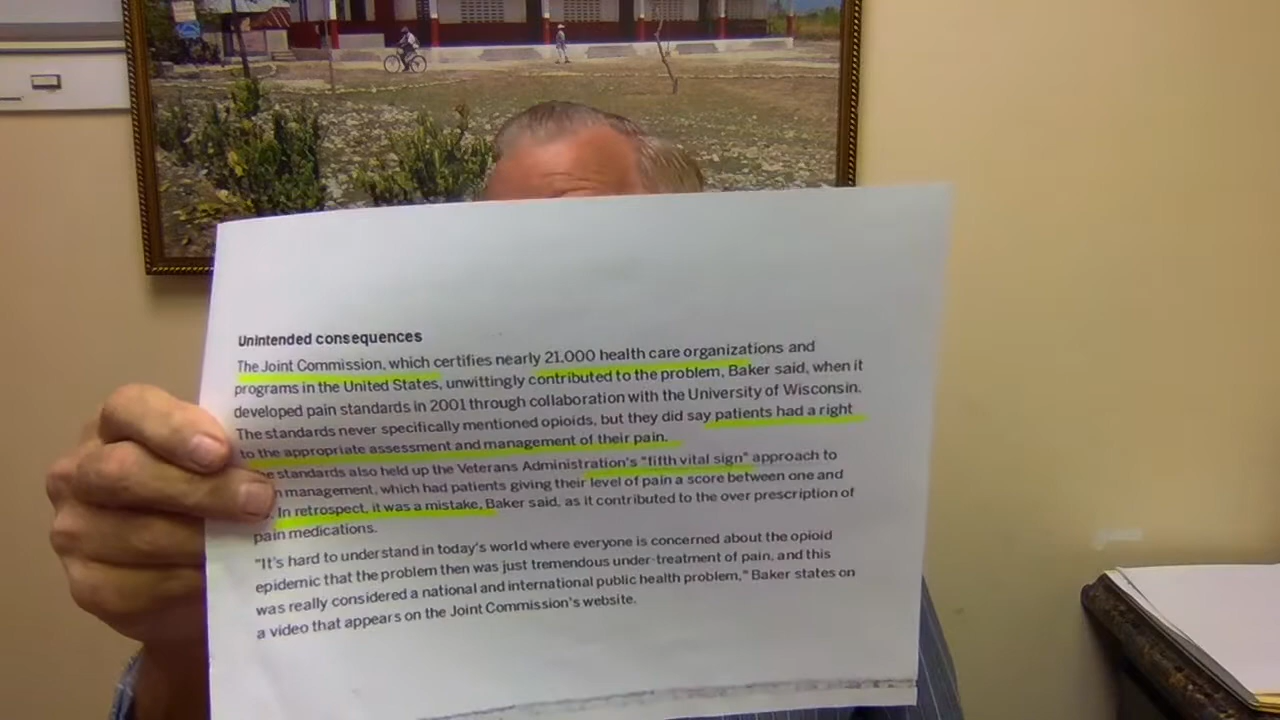 Unintended consequences
The Joint Commission, which certifies nearly 21,000 health care organizations and
programs in the United States, unwittingly contributed to the problem, Baker said, when it
developed pain standards in 2001 through collaboration with the University of Wisconsin.
The standards never specifically mentioned opioids, but they did say patients had a right
to the appropriate assessment and management of their pain.
e standards also held up the Veterans Administration's "fifth vital sign" approach to
n management, which had patients giving their level of pain a score between one and
. In retrospect, it was a mistake, Baker said, as it contributed to the over prescription of
pain medications.
"It's hard to understand in today's world where everyone is concerned about the opioid
epidemic that the problem then was just tremendous under-treatment of pain, and this
was really considered a national and international public health problem," Baker states on
a video that appears on the Joint Commission's website.